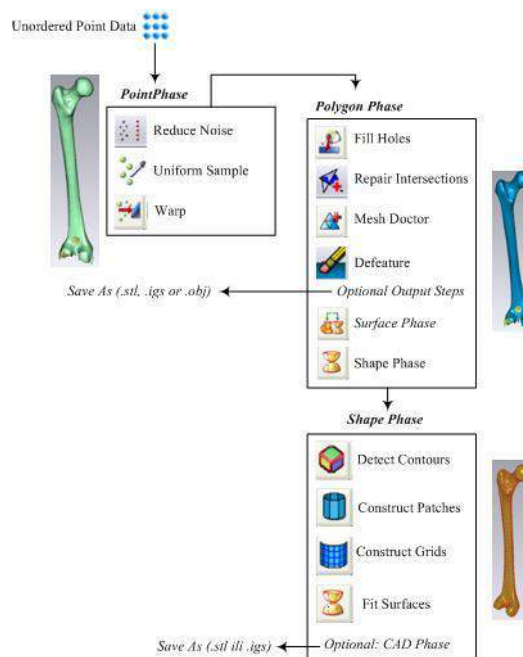 Unordered Point Data
PointPhase
Reduce Noise
Uniform Sample
Warp
Polygon Phase
Fill Holes
Repair Intersections
Mesh Doctor
Defeature
Save As (.stl, .igs or .obj)
Optional Output Steps
Surface Phase
Shape Phase
Shape Phase
Detect Contours
Construct Patches
Construct Grids
Fit Surfaces
Save As (.stl ili .igs)
Optional: CAD Phase